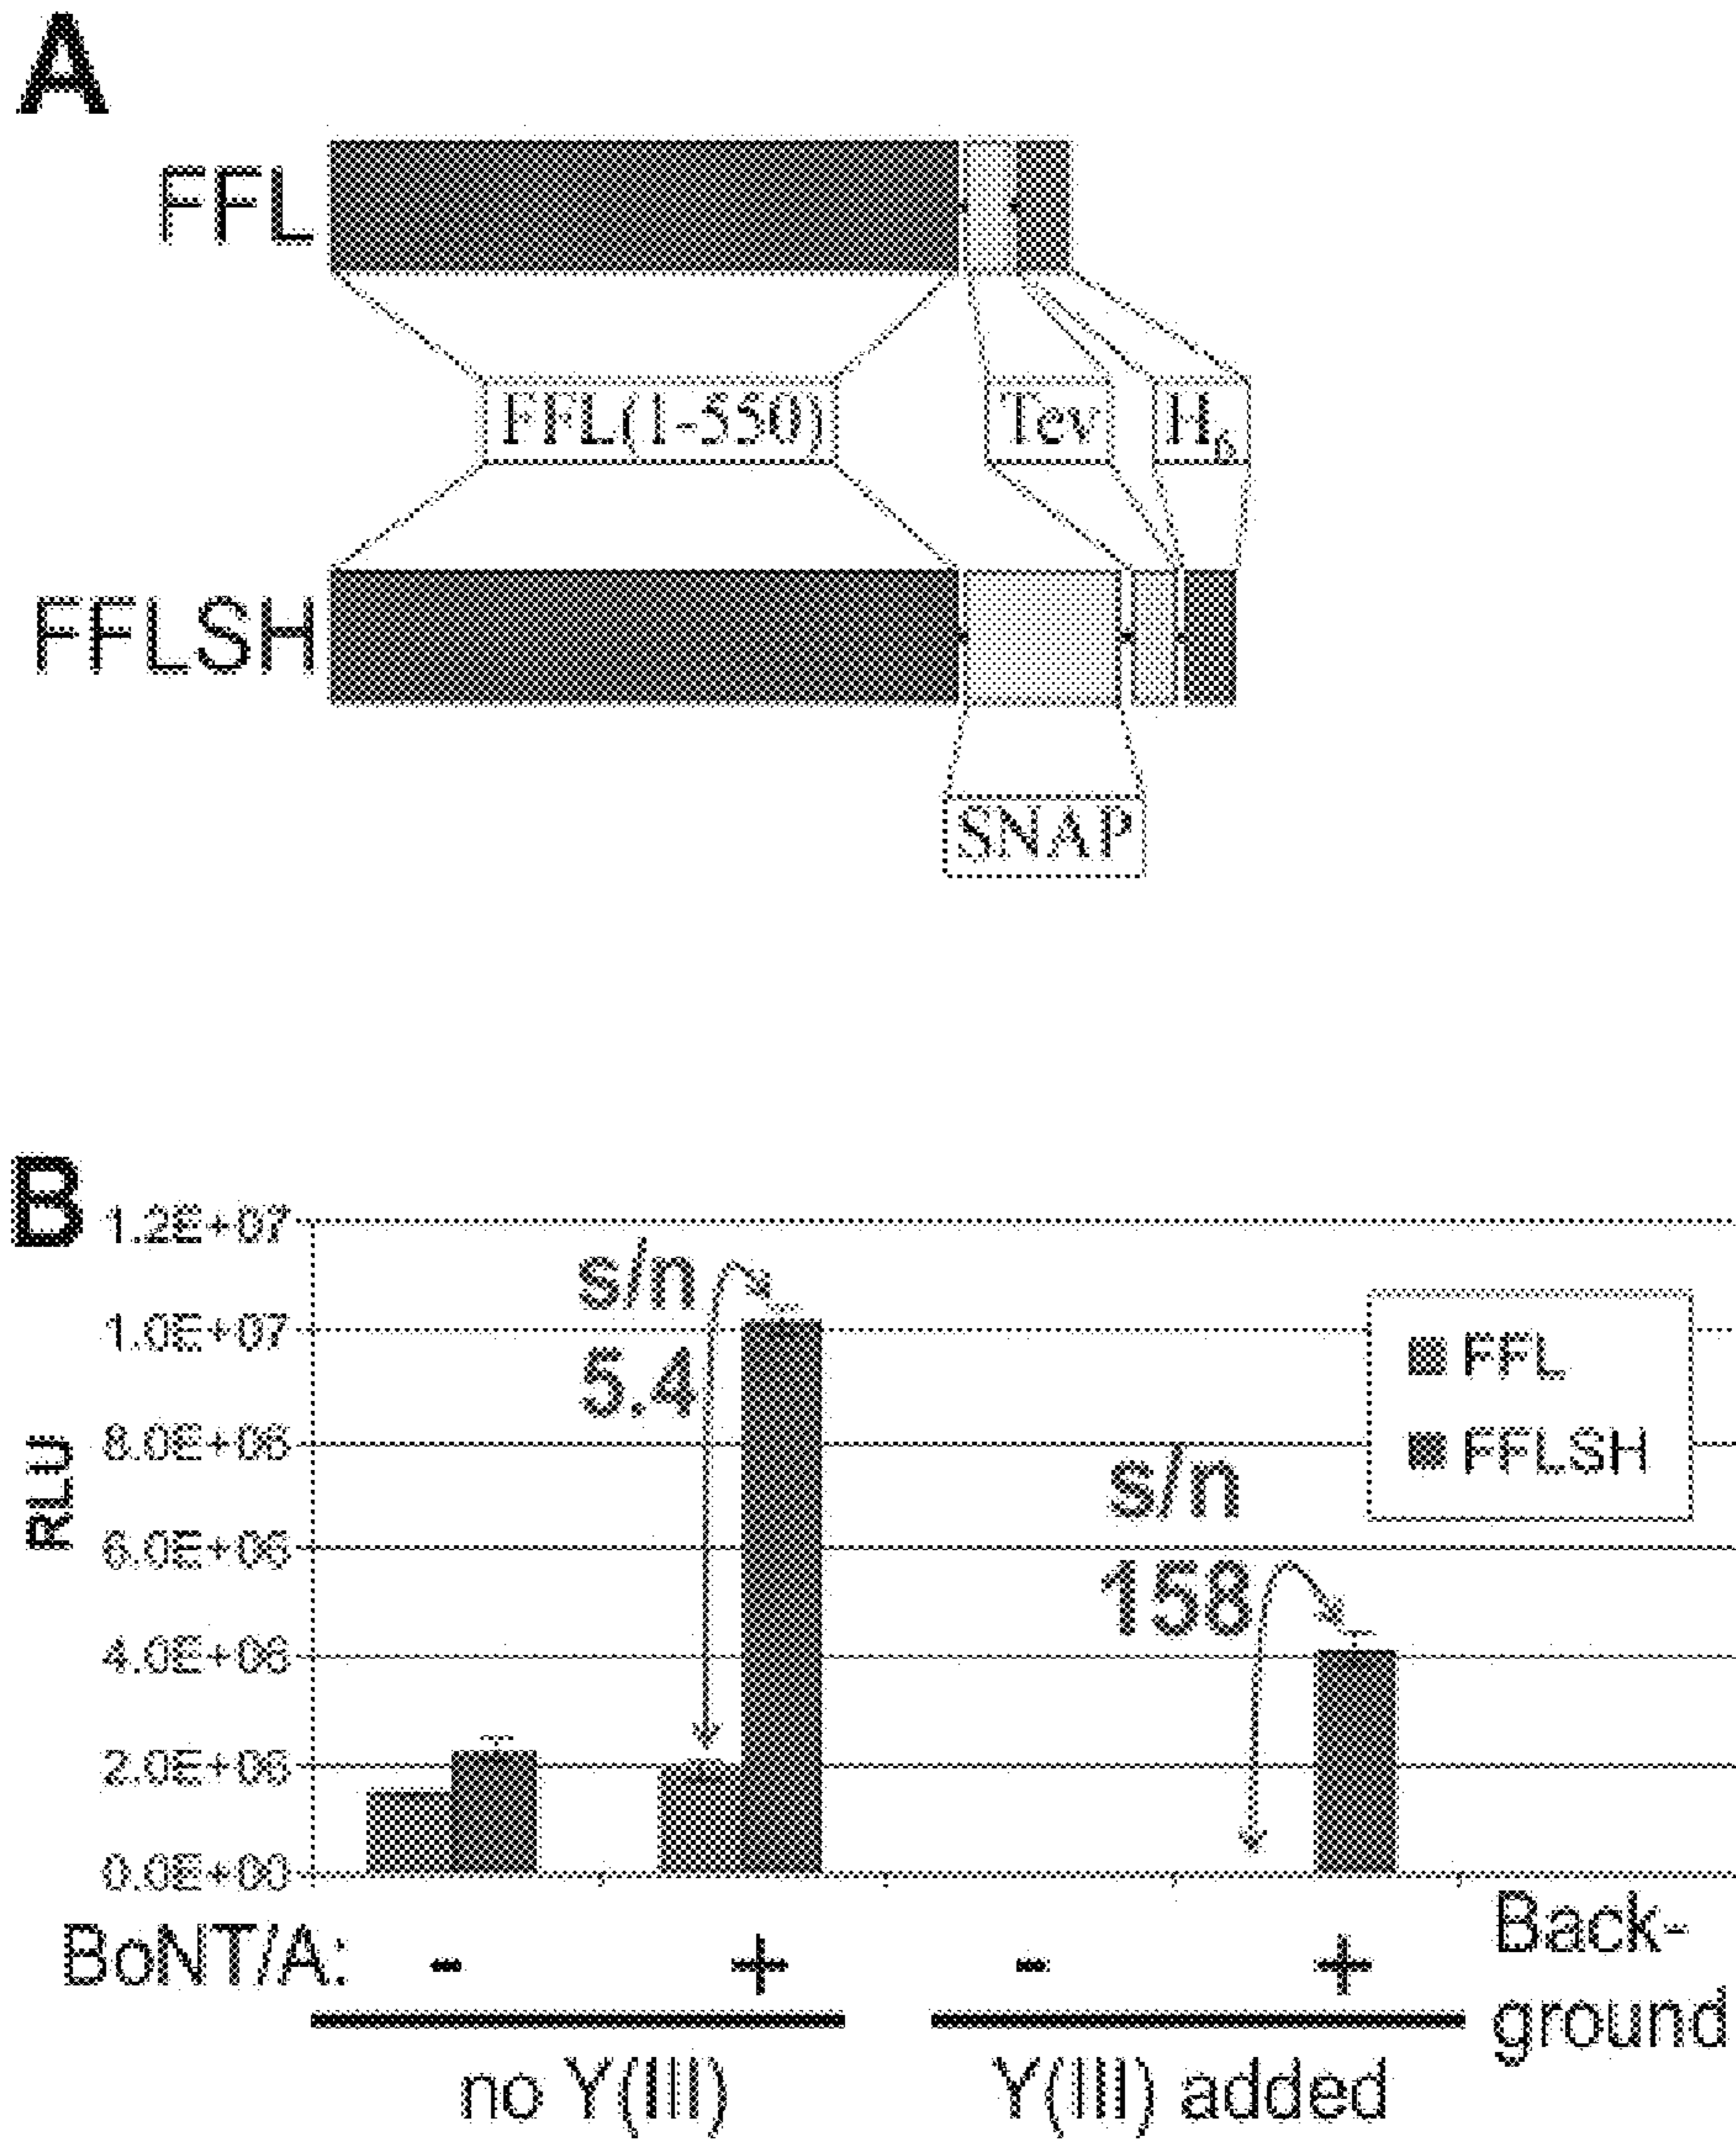 A
FFL
FFL(1-550) Tev H6
FFLSH
SNAP
B
1.2E+07
s/n
1.0E+07
FFL
5.4
8.0E+06
FFLSH
s/n
RLU
6.0E+06
158
4.0E+06
2.0E+06
0.0E+00
BoNT/A: - + - + Back-
ground
no Y(III) Y(III) added